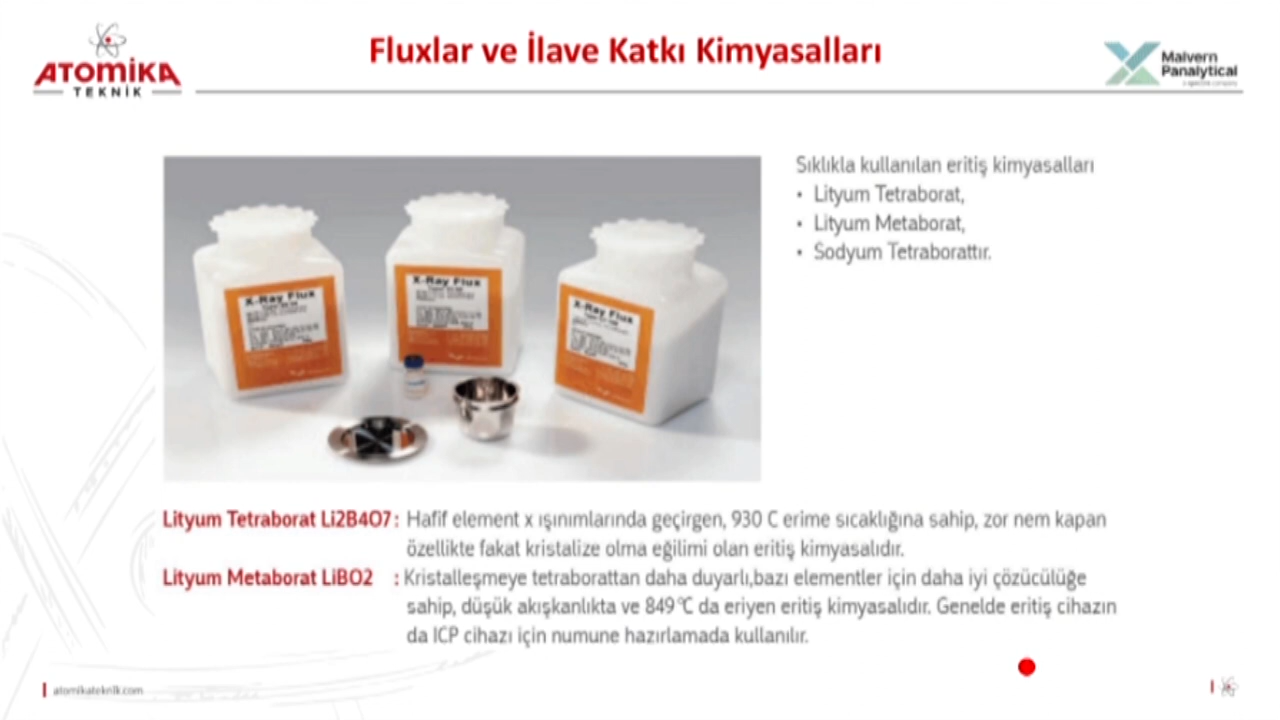 ATOMİKA
TEKNİK
Fluxlar ve İlave Katkı Kimyasalları
Malvern
Panalytical
a spectris company
Sıklıkla kullanılan eritiş kimyasalları
• Lityum Tetraborat,
• Lityum Metaborat,
• Sodyum Tetraborattır.
X-Ray Flux
X-Ray Flux
X-Ray Flux
Lityum Tetraborat Li2B4O7: Hafif element x ışınımlarında geçirgen, 930 C erime sıcaklığına sahip, zor nem kapan
özellikte fakat kristalize olma eğilimi olan eritiş kimyasalıdır.
Lityum Metaborat LiBO2 : Kristalleşmeye tetraborattan daha duyarlı,bazı elementler için daha iyi çözücülüğe
sahip, düşük akışkanlıkta ve 849°C da eriyen eritiş kimyasalıdır. Genelde eritiş cihazın
da ICP cihazı için numune hazırlamada kullanılır.
atomikateknik.com